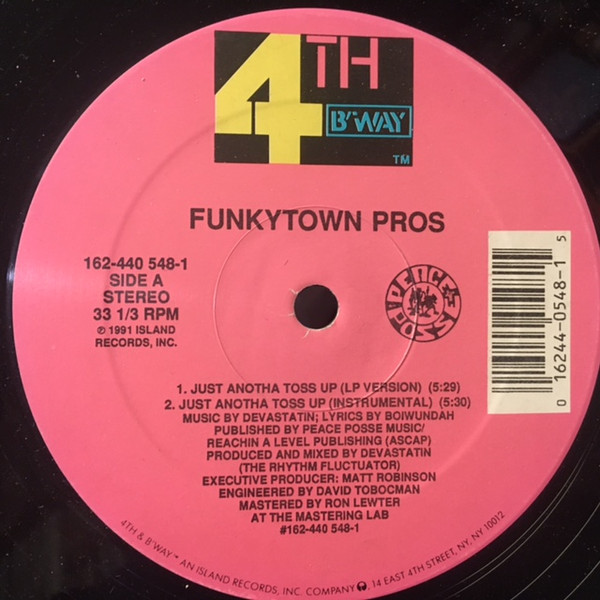 4TH
B'WAY
TM
FUNKYTOWN PROS
162-440 548-1
SIDE A
STEREO
33 1/3 RPM
℗ 1991 ISLAND
RECORDS, INC.
PEACE POSSE
0 16244-0548-1 5
1. JUST ANOTHA TOSS UP (LP VERSION) (5:29)
2. JUST ANOTHA TOSS UP (INSTRUMENTAL) (5:30)
MUSIC BY DEVASTATIN; LYRICS BY BOIWUNDAH
PUBLISHED BY PEACE POSSE MUSIC/
REACHIN A LEVEL PUBLISHING (ASCAP)
PRODUCED AND MIXED BY DEVASTATIN
(THE RHYTHM FLUCTUATOR)
EXECUTIVE PRODUCER: MATT ROBINSON
ENGINEERED BY DAVID TOBOCMAN
MASTERED BY RON LEWTER
AT THE MASTERING LAB
#162-440 548-1
4TH & B'WAY™ AN ISLAND RECORDS, INC. COMPANY, 14 EAST 4TH STREET, NY, NY 10012